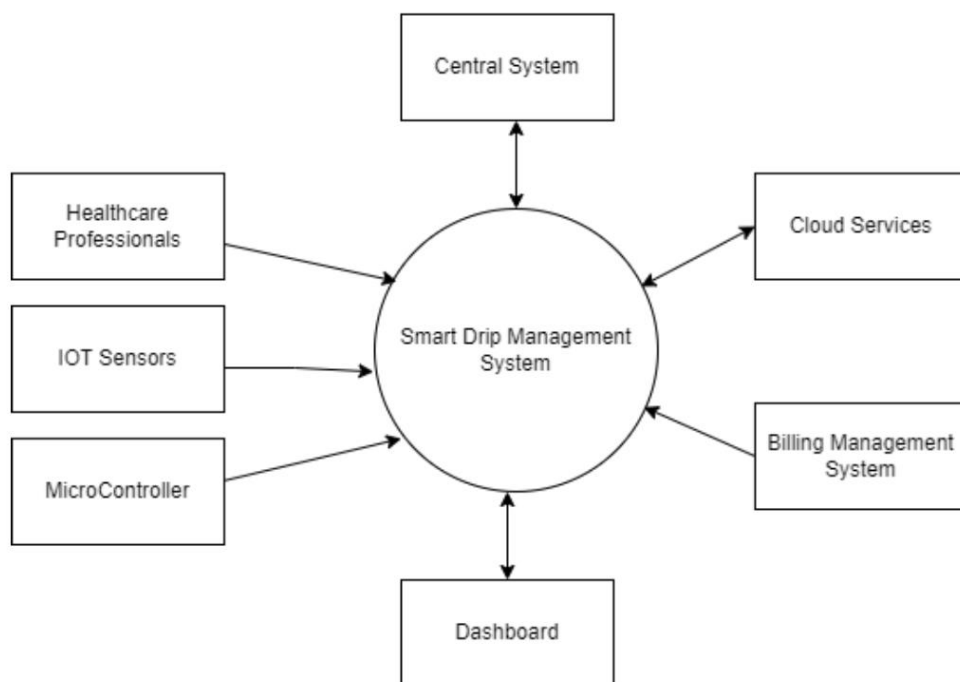 Central System
Healthcare
Professionals
Cloud Services
IOT Sensors
Smart Drip Management
System
MicroController
Billing Management
System
Dashboard